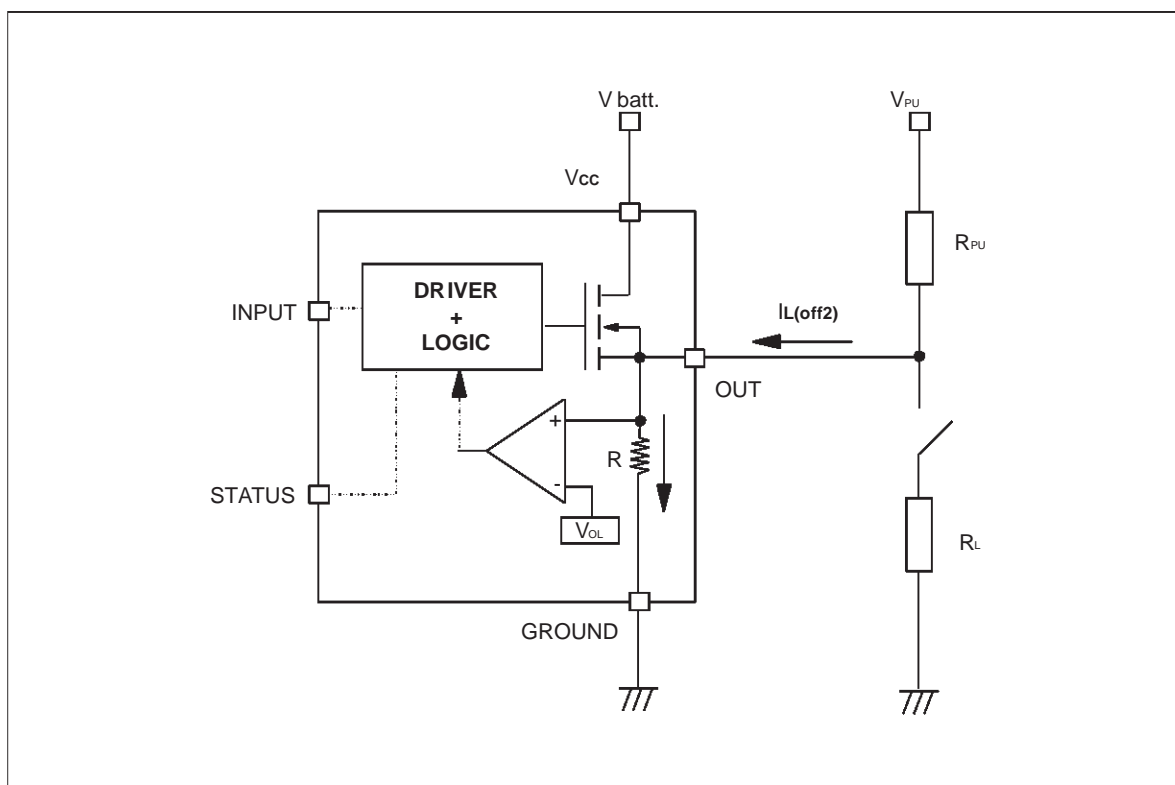 V batt.
VPU
Vcc
RPU
DRIVER
+
LOGIC
INPUT
IL(off2)
OUT
+
R
-
STATUS
VOL
RL
GROUND